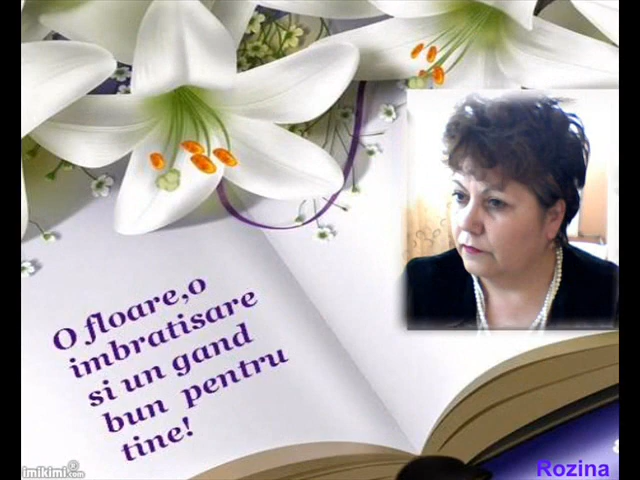 O floare,o
imbratisare
si un gand
bun pentru
tine!
imikimi.com
Rozina